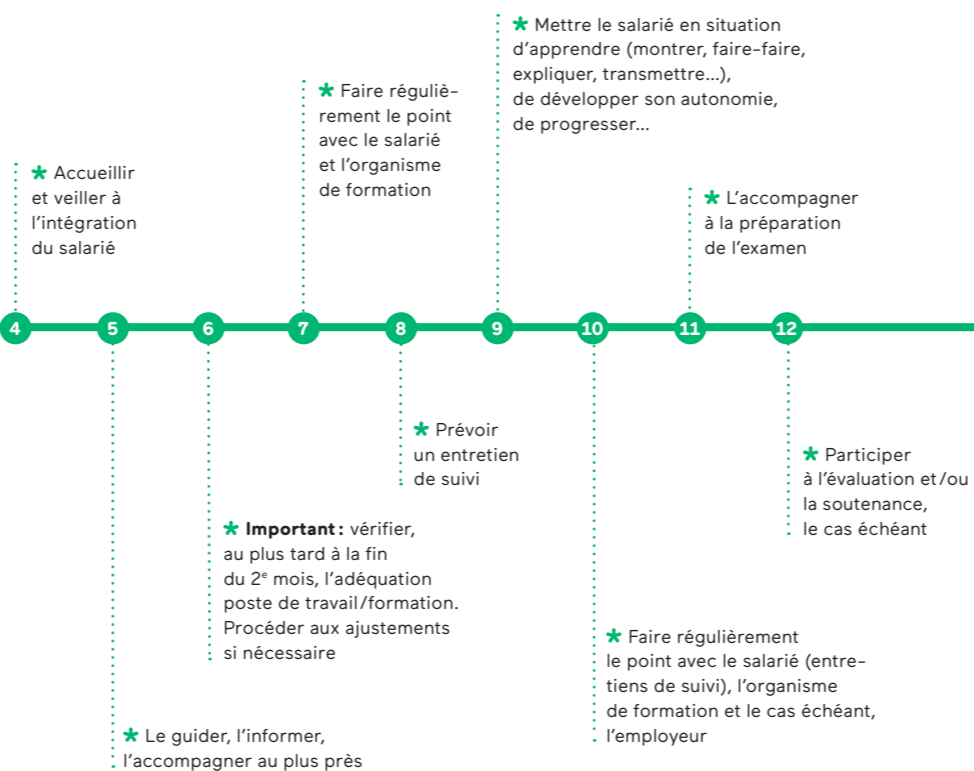 4
✱ Accueillir
et veiller à
l’intégration
du salarié
5
✱ Le guider, l’informer,
l’accompagner au plus près
6
✱ Important : vérifier,
au plus tard à la fin
du 2e mois, l’adéquation
poste de travail/formation.
Procéder aux ajustements
si nécessaire
7
✱ Faire réguliè-
rement le point
avec le salarié
et l’organisme
de formation
8
✱ Prévoir
un entretien
de suivi
9
✱ Mettre le salarié en situation
d’apprendre (montrer, faire-faire,
expliquer, transmettre...),
de développer son autonomie,
de progresser...
10
✱ Faire régulièrement
le point avec le salarié (entre-
tiens de suivi), l’organisme
de formation et le cas échéant,
l’employeur
11
✱ L’accompagner
à la préparation
de l’examen
12
✱ Participer
à l’évaluation et/ou
la soutenance,
le cas échéant